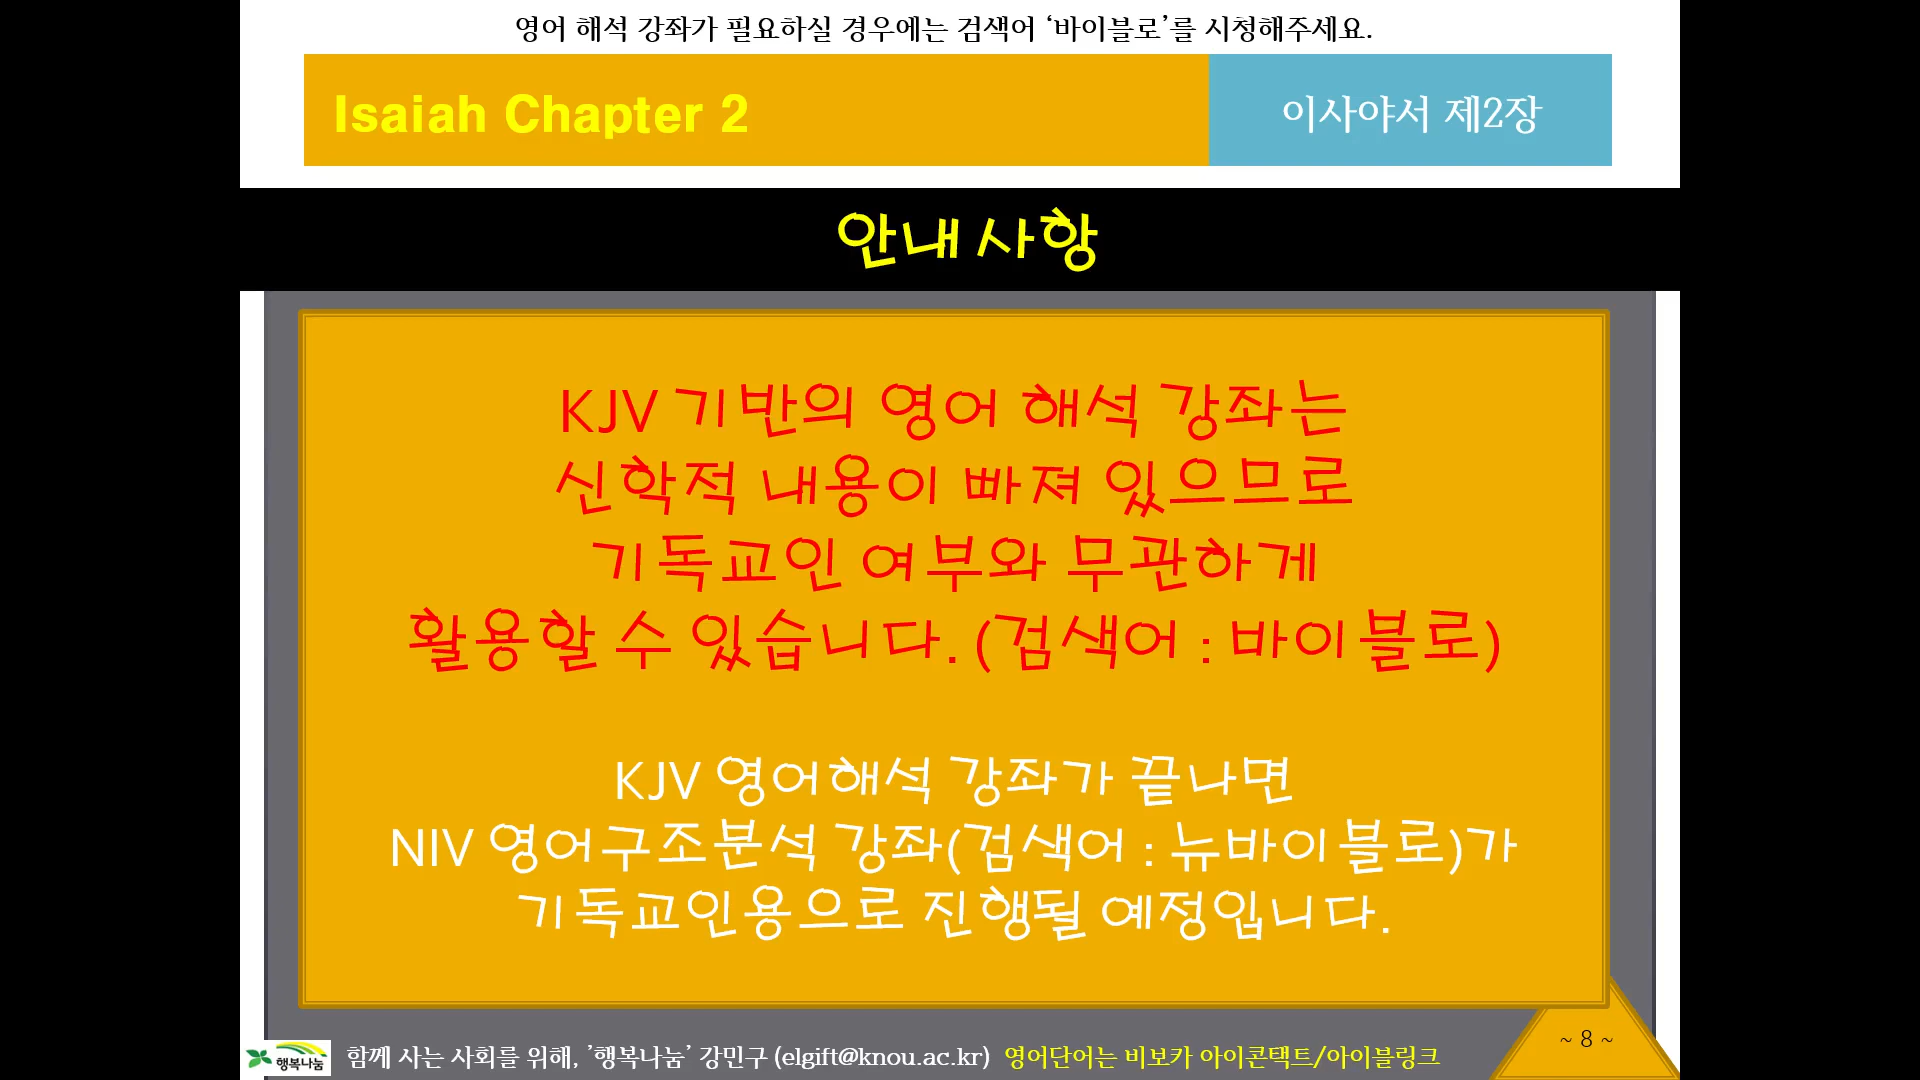 영어 해석 강좌가 필요하실 경우에는 검색어 ‘바이블로’를 시청해주세요.
Isaiah Chapter 2
이사야서 제2장
안내사항
KJV 기반의 영어 해석 강좌는
신학적 내용이 빠져 있으므로
기독교인 여부와 무관하게
활용할 수 있습니다. (검색어 : 바이블로)
KJV 영어해석 강좌가 끝나면
NIV 영어구조분석 강좌(검색어 : 뉴바이블로)가
기독교인용으로 진행될 예정입니다.
~ 8 ~
행복나눔
함께 사는 사회를 위해, ’행복나눔’ 강민구 (elgift@knou.ac.kr) 영어단어는 비보카 아이콘택트/아이블링크